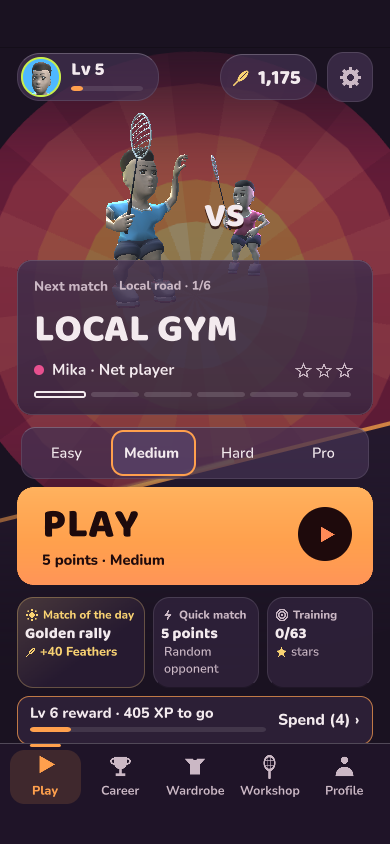 Lv 5
1,175
VS
Next match Local road · 1/6
LOCAL GYM
Mika · Net player
Easy Medium Hard Pro
PLAY
5 points · Medium
Match of the day
Golden rally
+40 Feathers
Quick match
5 points
Random
opponent
Training
0/63
stars
Lv 6 reward · 405 XP to go
Spend (4) ›
Play Career Wardrobe Workshop Profile